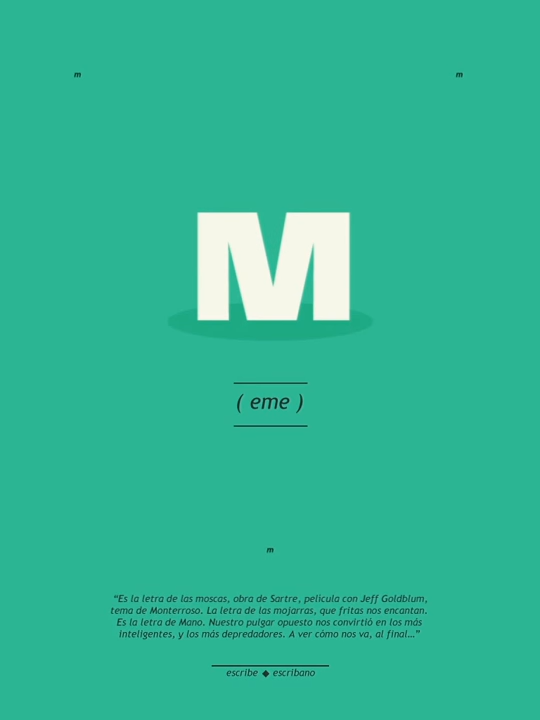 m m
M
( eme )
m
“Es la letra de las moscas, obra de Sartre, película con Jeff Goldblum,
tema de Monterroso. La letra de las mojarras, que fritas nos encantan.
Es la letra de Mano. Nuestro pulgar opuesto nos convirtió en los más
inteligentes, y los más depredadores. A ver cómo nos va, al final...”
escribe ◆ escribano